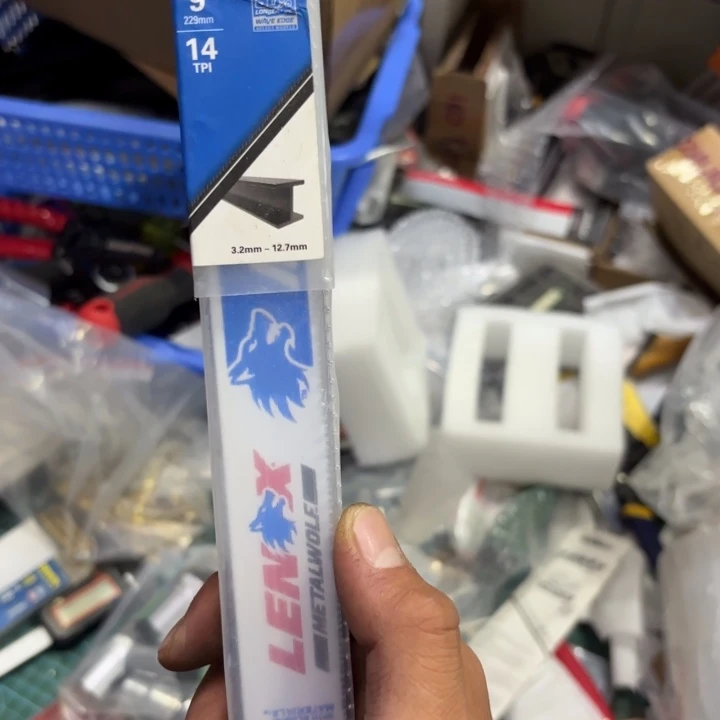 9
229mm
14
TPI
WAVE EDGE
3.2mm – 12.7mm
LENOX
METALWOLF